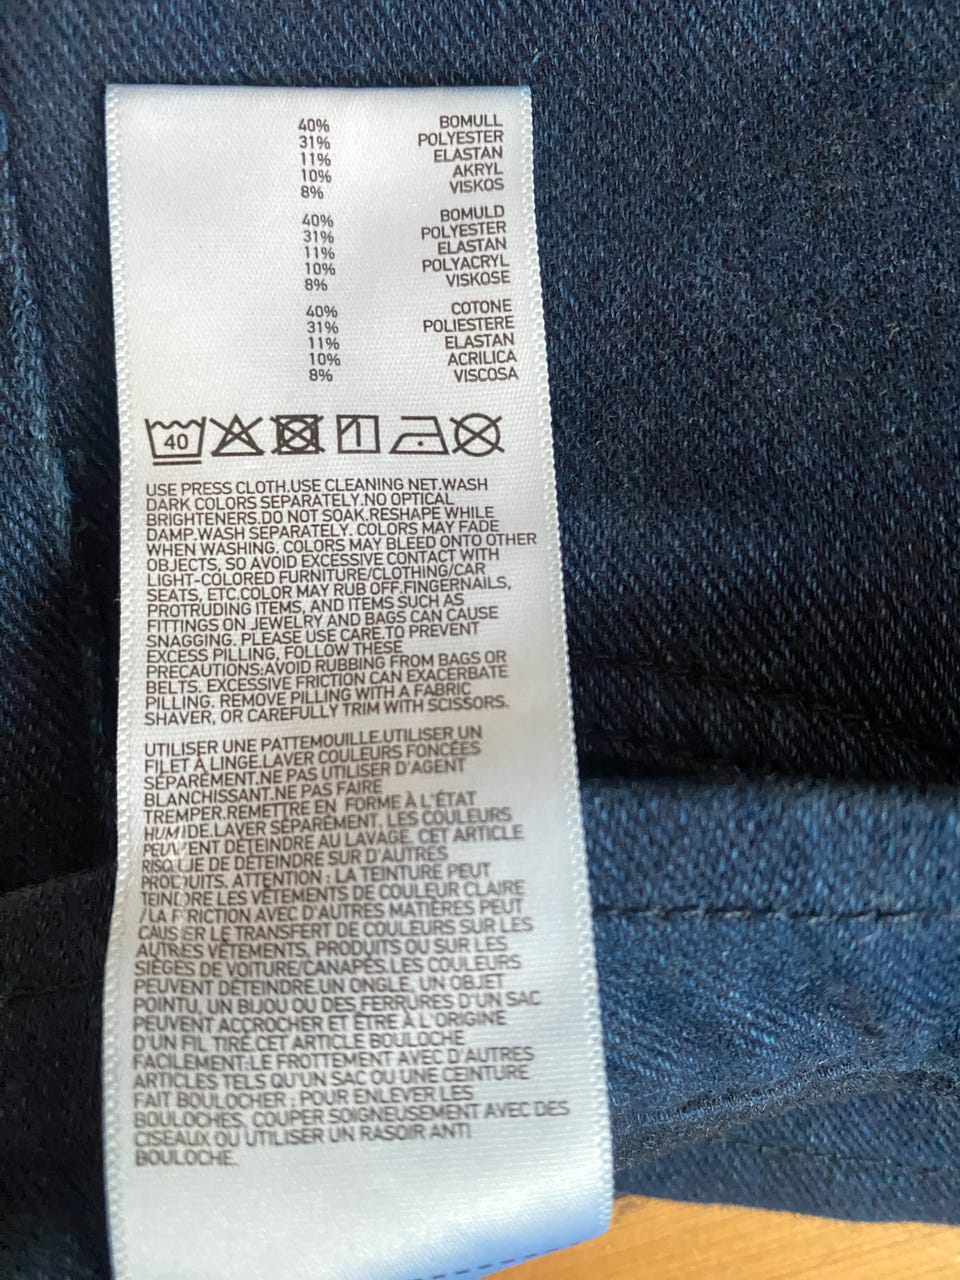 40% BOMULL
31% POLYESTER
11% ELASTAN
10% AKRYL
8% VISKOS
40% BOMULD
31% POLYESTER
11% ELASTAN
10% POLYACRYL
8% VISKOSE
40% COTONE
31% POLIESTERE
11% ELASTAN
10% ACRILICA
8% VISCOSA
40
USE PRESS CLOTH.USE CLEANING NET.WASH
DARK COLORS SEPARATELY.NO OPTICAL
BRIGHTENERS.DO NOT SOAK.RESHAPE WHILE
DAMP.WASH SEPARATELY. COLORS MAY FADE
WHEN WASHING. COLORS MAY BLEED ONTO OTHER
OBJECTS, SO AVOID EXCESSIVE CONTACT WITH
LIGHT-COLORED FURNITURE/CLOTHING/CAR
SEATS, ETC.COLOR MAY RUB OFF.FINGERNAILS,
PROTRUDING ITEMS, AND ITEMS SUCH AS
FITTINGS ON JEWELRY AND BAGS CAN CAUSE
SNAGGING. PLEASE USE CARE.TO PREVENT
EXCESS PILLING, FOLLOW THESE
PRECAUTIONS:AVOID RUBBING FROM BAGS OR
BELTS. EXCESSIVE FRICTION CAN EXACERBATE
PILLING. REMOVE PILLING WITH A FABRIC
SHAVER, OR CAREFULLY TRIM WITH SCISSORS.
UTILISER UNE PATTEMOUILLE.UTILISER UN
FILET À LINGE.LAVER COULEURS FONCÉES
SÉPARÉMENT.NE PAS UTILISER D'AGENT
BLANCHISSANT.NE PAS FAIRE
TREMPER.REMETTRE EN FORME À L'ÉTAT
HUMIDE.LAVER SÉPARÉMENT. LES COULEURS
PEUVENT DÉTEINDRE AU LAVAGE. CET ARTICLE
RISQUE DE DÉTEINDRE SUR D'AUTRES
PRODUITS. ATTENTION : LA TEINTURE PEUT
TEINDRE LES VÊTEMENTS DE COULEUR CLAIRE
/ LA FRICTION AVEC D'AUTRES MATIÈRES PEUT
CAUSER LE TRANSFERT DE COULEURS SUR LES
AUTRES VÊTEMENTS, PRODUITS OU SUR LES
SIÈGES DE VOITURE/CANAPÉS.LES COULEURS
PEUVENT DÉTEINDRE.UN ONGLE, UN OBJET
POINTU, UN BIJOU OU DES FERRURES D'UN SAC
PEUVENT ACCROCHER ET ÊTRE À L'ORIGINE
D'UN FIL TIRÉ.CET ARTICLE BOULOCHE
FACILEMENT:LE FROTTEMENT AVEC D'AUTRES
ARTICLES TELS QU'UN SAC OU UNE CEINTURE
FAIT BOULOCHER : POUR ENLEVER LES
BOULOCHES, COUPER SOIGNEUSEMENT AVEC DES
CISEAUX OU UTILISER UN RASOIR ANTI
BOULOCHE.